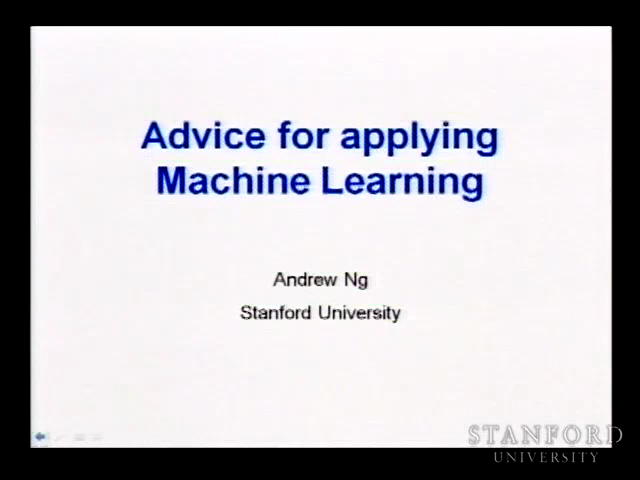 Advice for applying
Machine Learning
Andrew Ng
Stanford University
STANFORD
UNIVERSITY